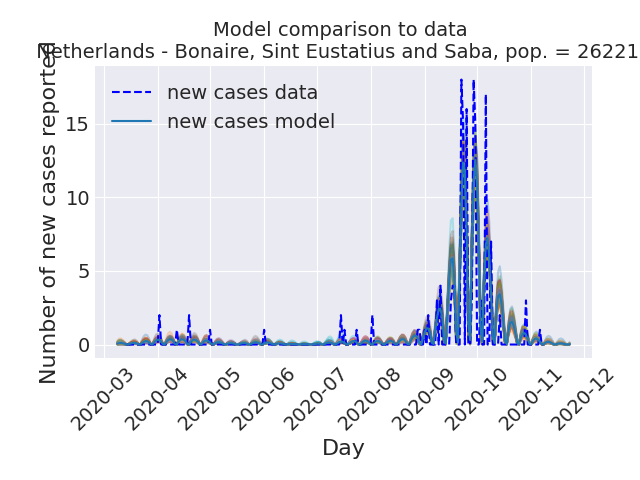 Model comparison to data
Netherlands - Bonaire, Sint Eustatius and Saba, pop. = 26221
Number of new cases reported
new cases data
new cases model
15
10
5
0
2020-03
2020-04
2020-05
2020-06
2020-07
2020-08
2020-09
2020-10
2020-11
2020-12
Day